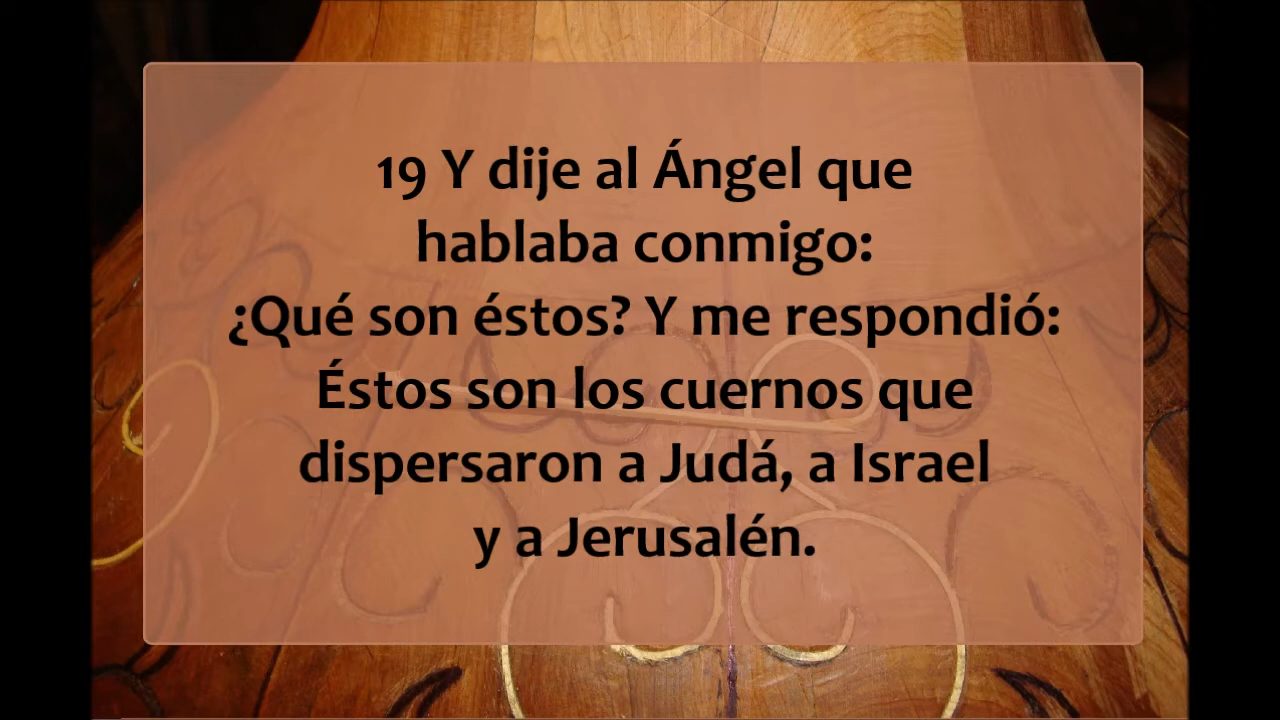 19 Y dije al Ángel que
hablaba conmigo:
¿Qué son éstos? Y me respondió:
Éstos son los cuernos que
dispersaron a Judá, a Israel
y a Jerusalén.